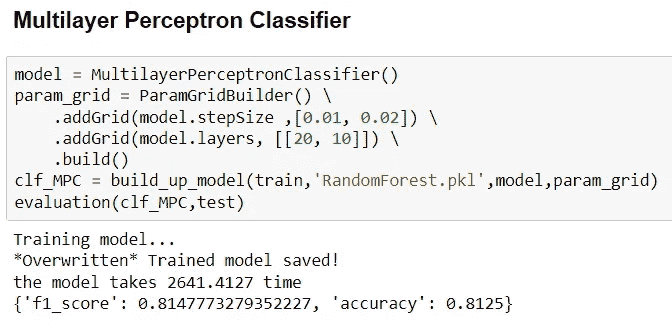 Multilayer Perceptron Classifier
model = MultilayerPerceptronClassifier()
param_grid = ParamGridBuilder() \
    .addGrid(model.stepSize ,[0.01, 0.02]) \
    .addGrid(model.layers, [[20, 10]]) \
    .build()
clf_MPC = build_up_model(train,'RandomForest.pkl',model,param_grid)
evaluation(clf_MPC,test)
Training model...
*Overwritten* Trained model saved!
the model takes 2641.4127 time
{'f1_score': 0.8147773279352227, 'accuracy': 0.8125}